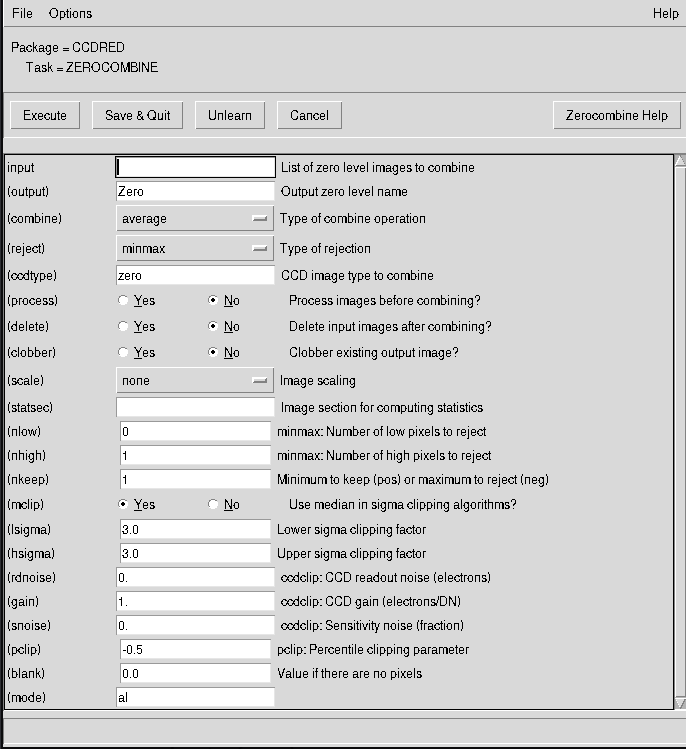 File Options Help
Package = CCDRED
Task = ZEROCOMBINE
Execute Save & Quit Unlearn Cancel Zerocombine Help
input List of zero level images to combine
(output) Zero Output zero level name
(combine) average Type of combine operation
(reject) minmax Type of rejection
(ccdtype) zero CCD image type to combine
(process) Yes No Process images before combining?
(delete) Yes No Delete input images after combining?
(clobber) Yes No Clobber existing output image?
(scale) none Image scaling
(statsec) Image section for computing statistics
(nlow) 0 minmax: Number of low pixels to reject
(nhigh) 1 minmax: Number of high pixels to reject
(nkeep) 1 Minimum to keep (pos) or maximum to reject (neg)
(mclip) Yes No Use median in sigma clipping algorithms?
(lsigma) 3.0 Lower sigma clipping factor
(hsigma) 3.0 Upper sigma clipping factor
(rdnoise) 0. ccdclip: CCD readout noise (electrons)
(gain) 1. ccdclip: CCD gain (electrons/DN)
(snoise) 0. ccdclip: Sensitivity noise (fraction)
(pclip) -0.5 pclip: Percentile clipping parameter
(blank) 0.0 Value if there are no pixels
(mode) al